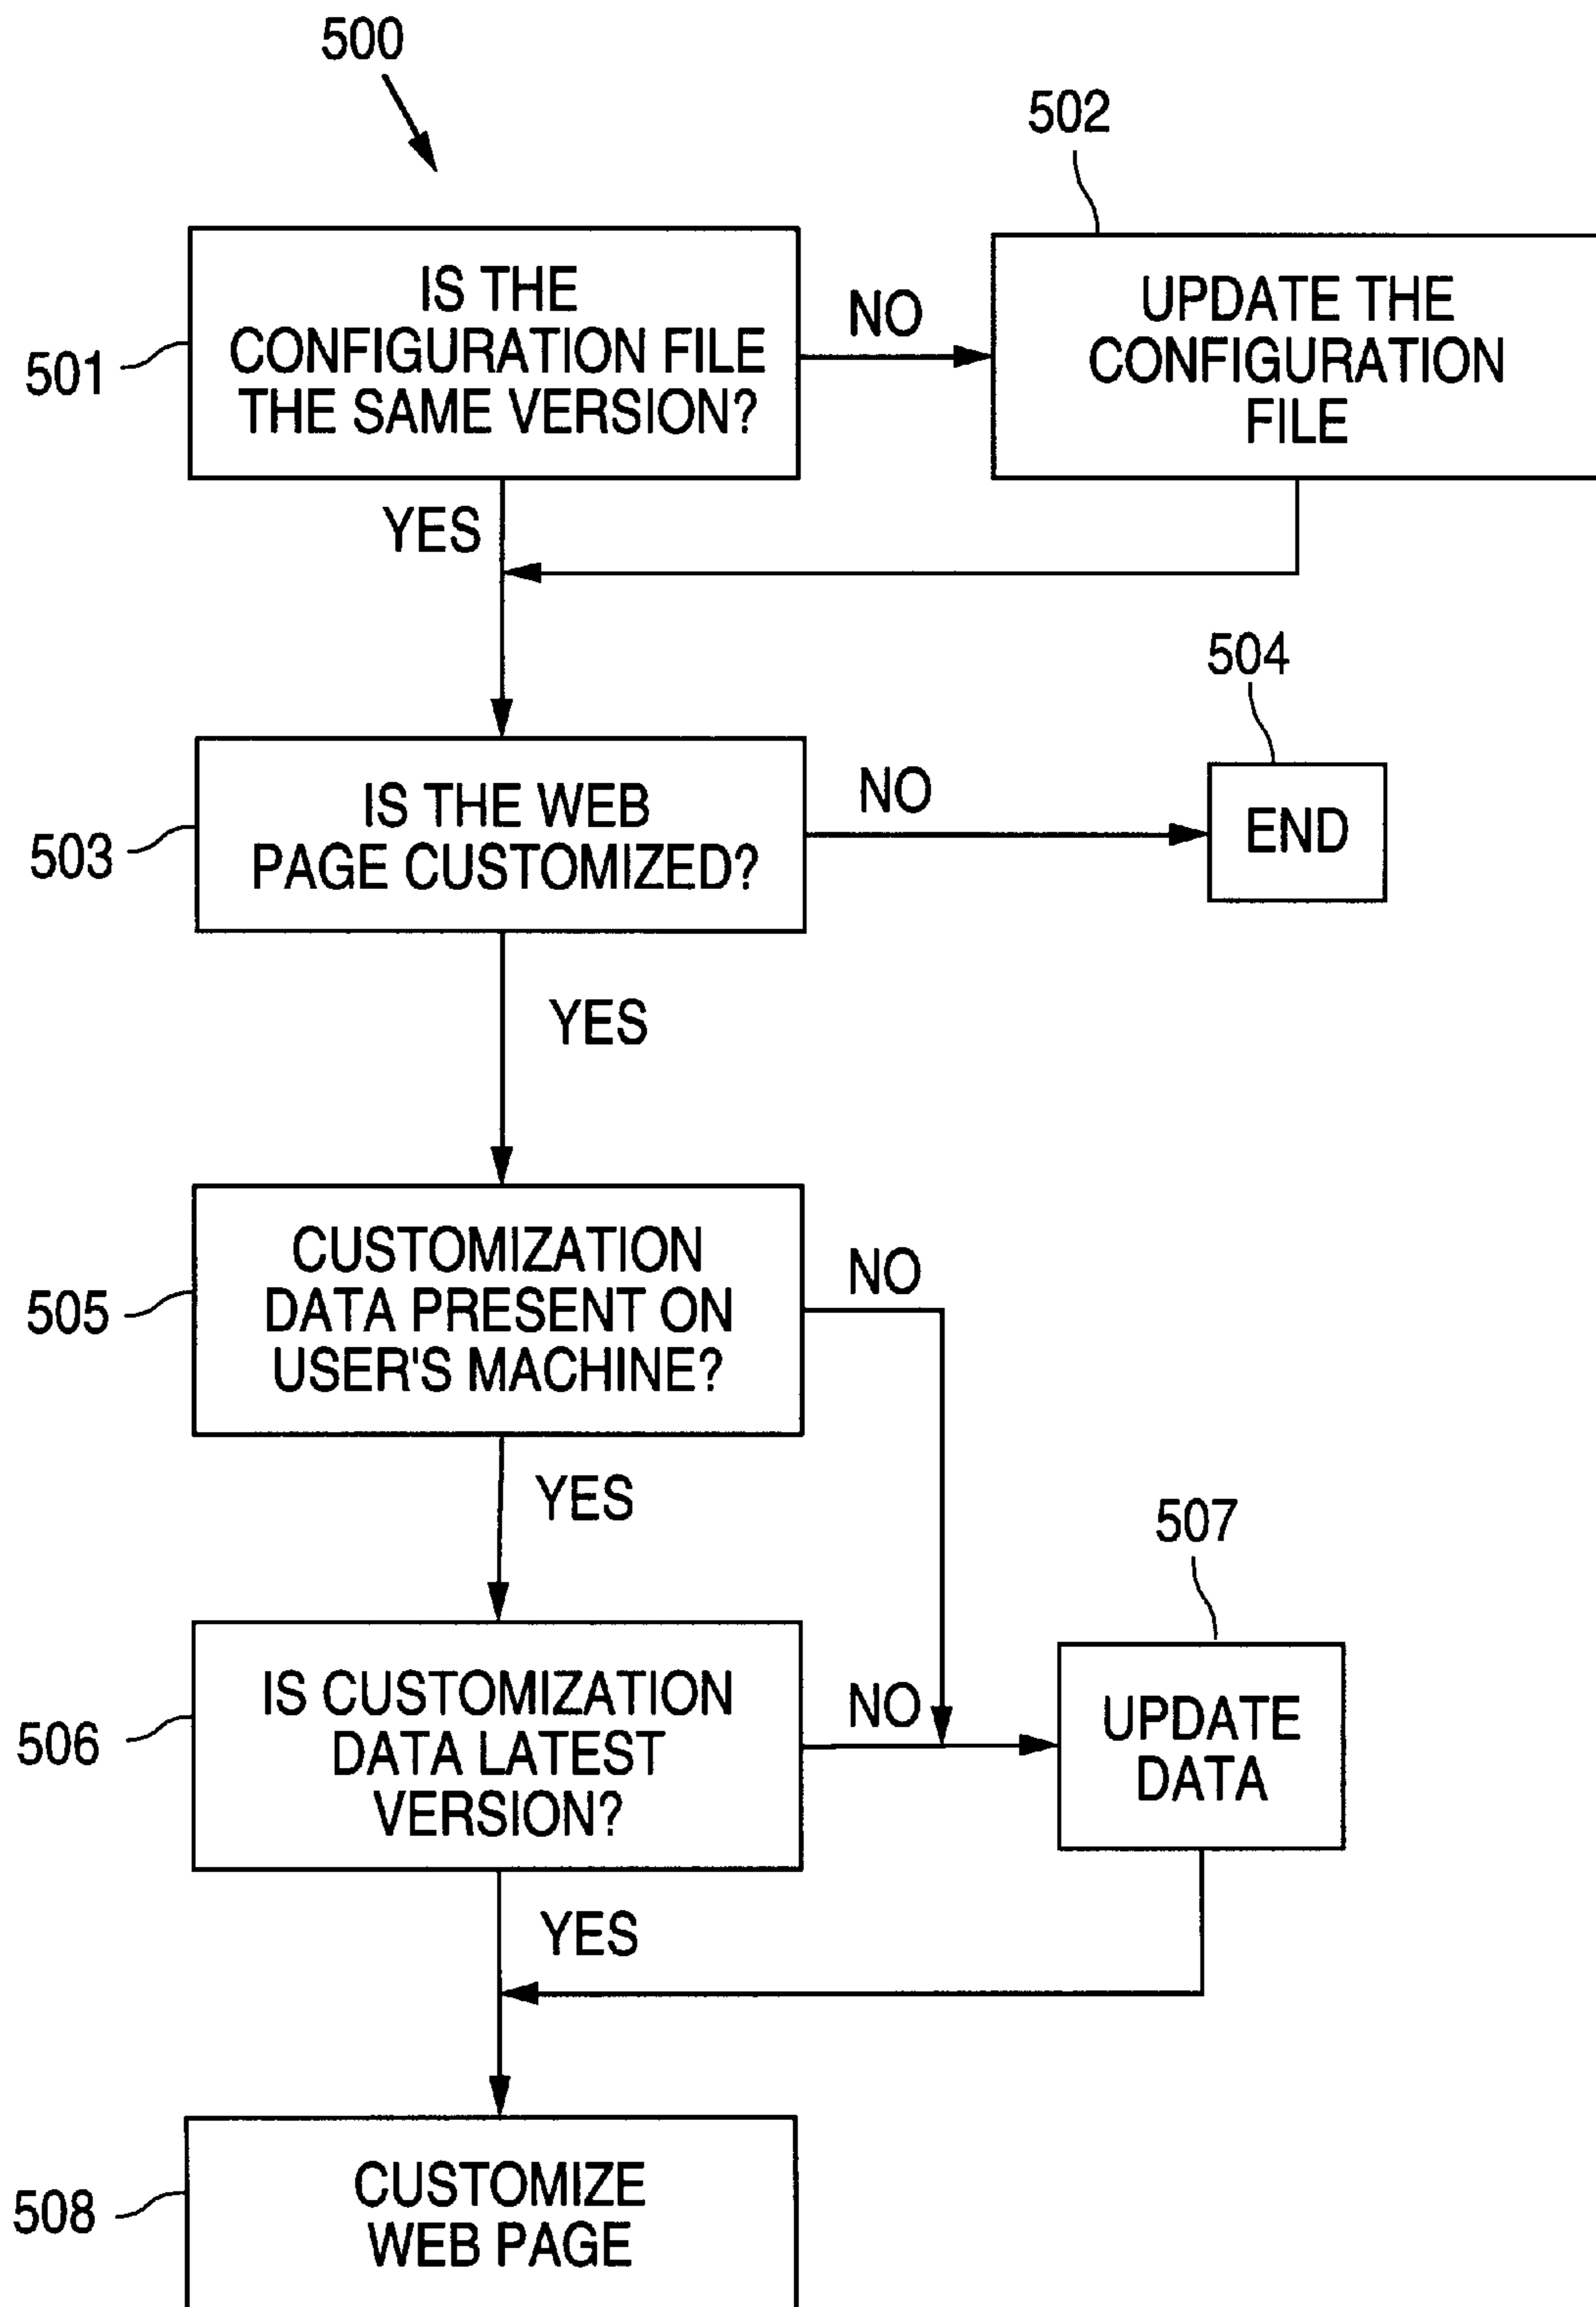 500
502
501
IS THE
CONFIGURATION FILE
THE SAME VERSION?
NO
UPDATE THE
CONFIGURATION
FILE
YES
504
503
IS THE WEB
PAGE CUSTOMIZED?
NO
END
YES
505
CUSTOMIZATION
DATA PRESENT ON
USER'S MACHINE?
NO
YES
507
506
IS CUSTOMIZATION
DATA LATEST
VERSION?
NO
UPDATE
DATA
YES
508
CUSTOMIZE
WEB PAGE